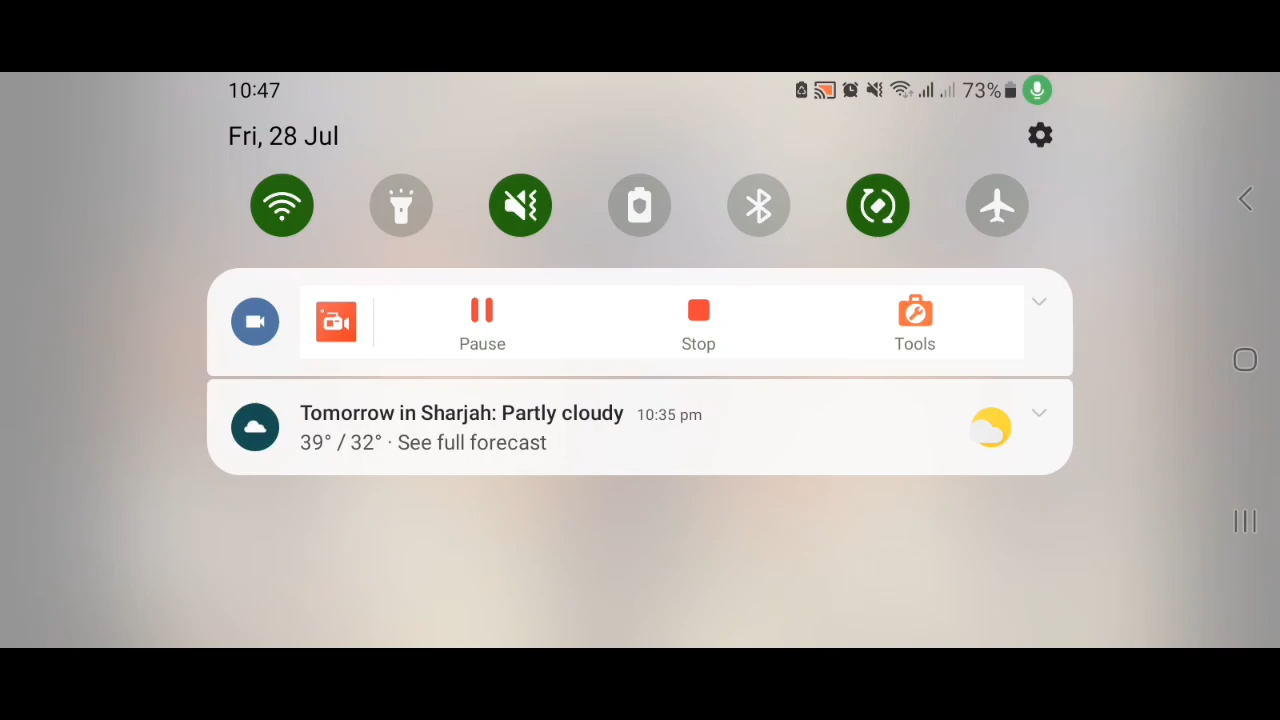 10:47
73%
Fri, 28 Jul
Pause
Stop
Tools
Tomorrow in Sharjah: Partly cloudy 10:35 pm
39° / 32° · See full forecast